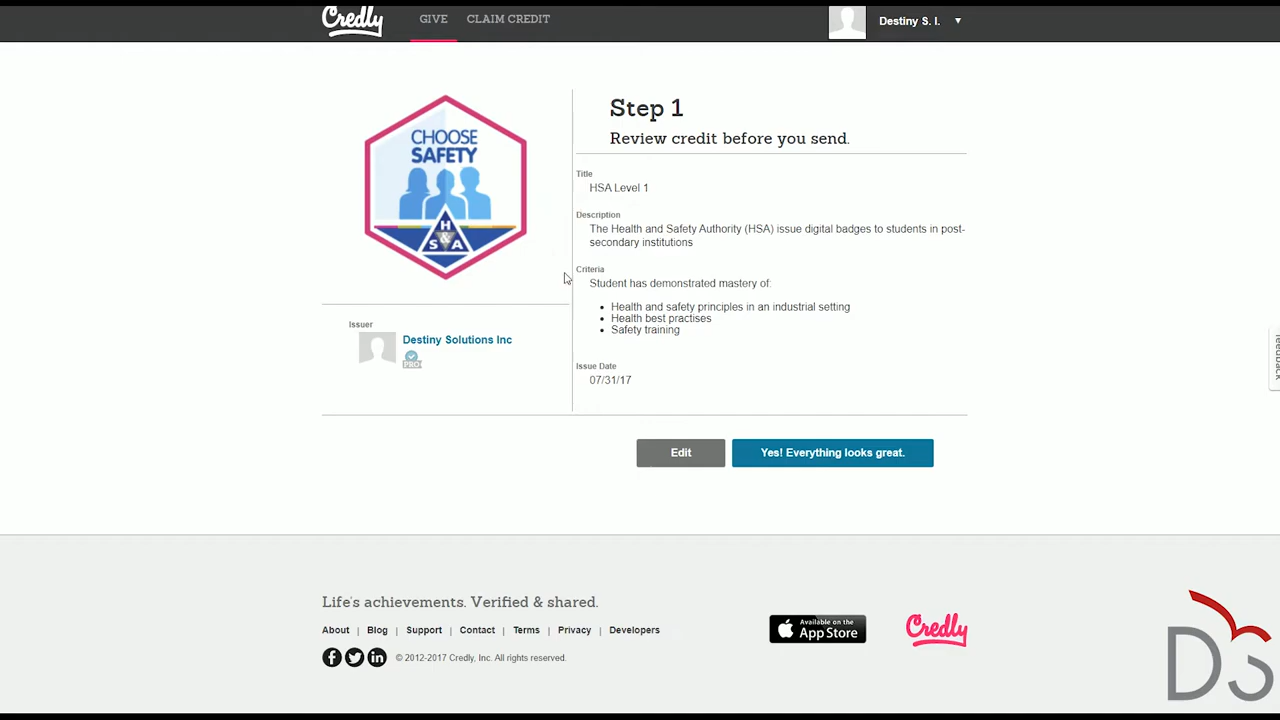 Credly
GIVE
CLAIM CREDIT
Destiny S. I.
CHOOSE
SAFETY
H
&
S A
Step 1
Review credit before you send.
Title
HSA Level 1
Description
The Health and Safety Authority (HSA) issue digital badges to students in post-
secondary institutions
Criteria
Student has demonstrated mastery of:
• Health and safety principles in an industrial setting
• Health best practises
• Safety training
Issuer
Destiny Solutions Inc
PRO
Issue Date
07/31/17
Edit
Yes! Everything looks great.
feedback
Life's achievements. Verified & shared.
About | Blog | Support | Contact | Terms | Privacy | Developers
© 2012-2017 Credly, Inc. All rights reserved.
Available on the
App Store
Credly
DS